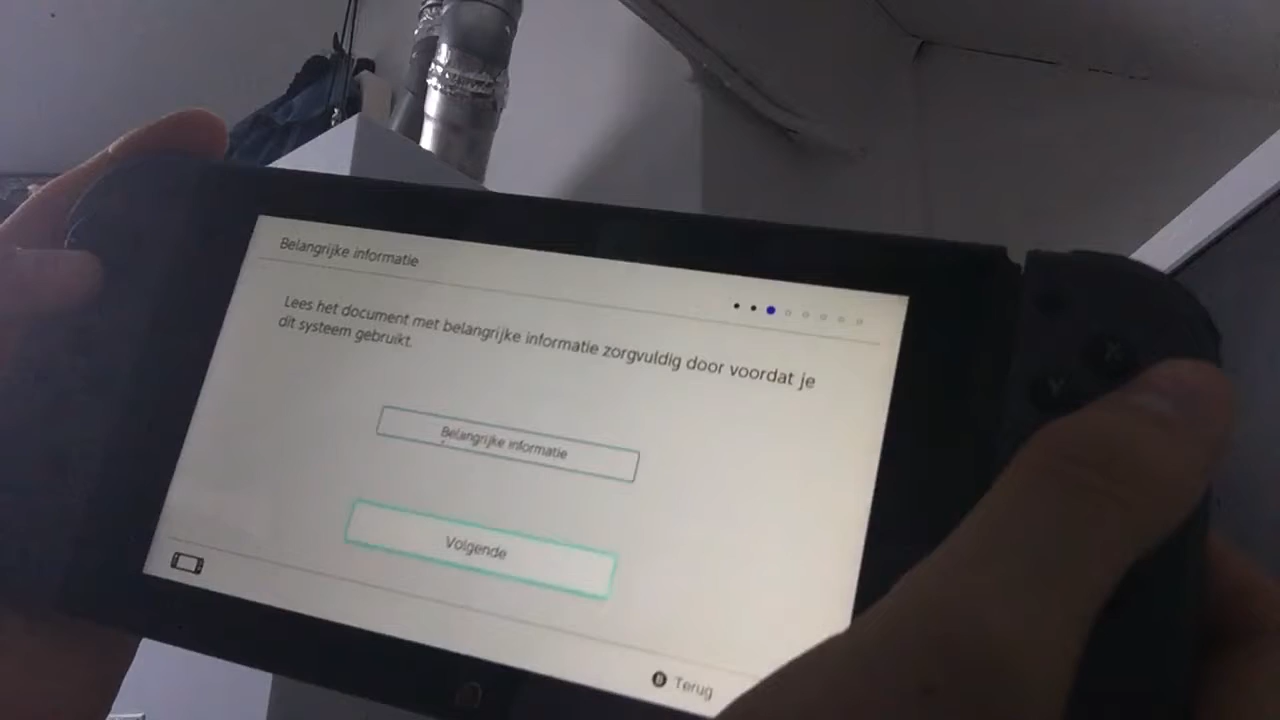 Belangrijke informatie
Lees het document met belangrijke informatie zorgvuldig door voordat je
dit systeem gebruikt.
Belangrijke informatie
Volgende
B Terug
X
Y